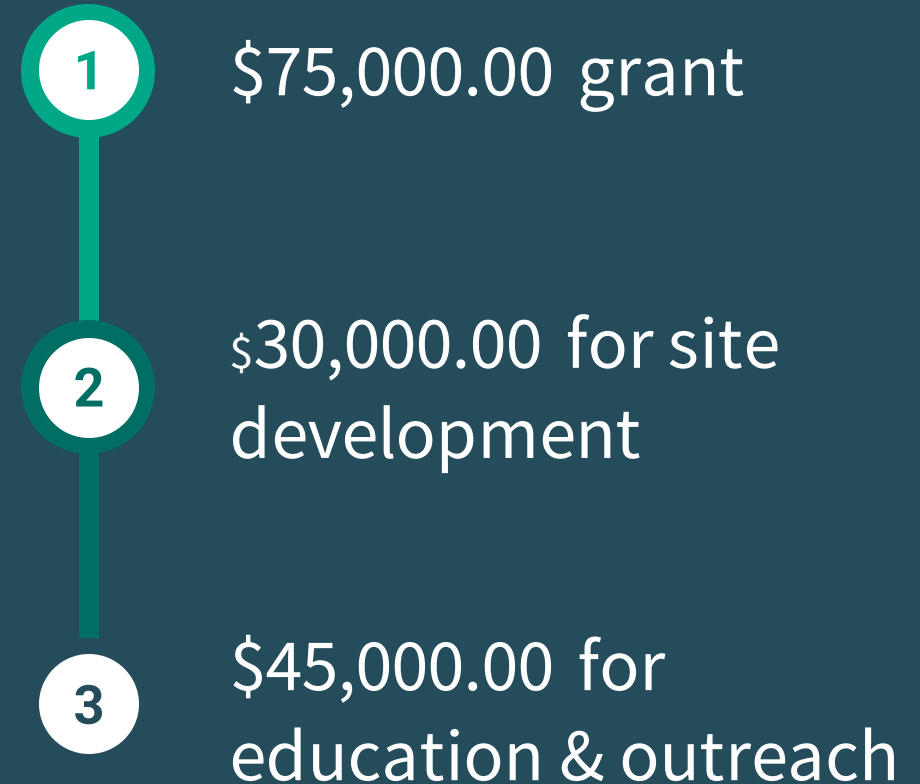 1
$75,000.00 grant
2
$30,000.00 for site
development
3
$45,000.00 for
education & outreach